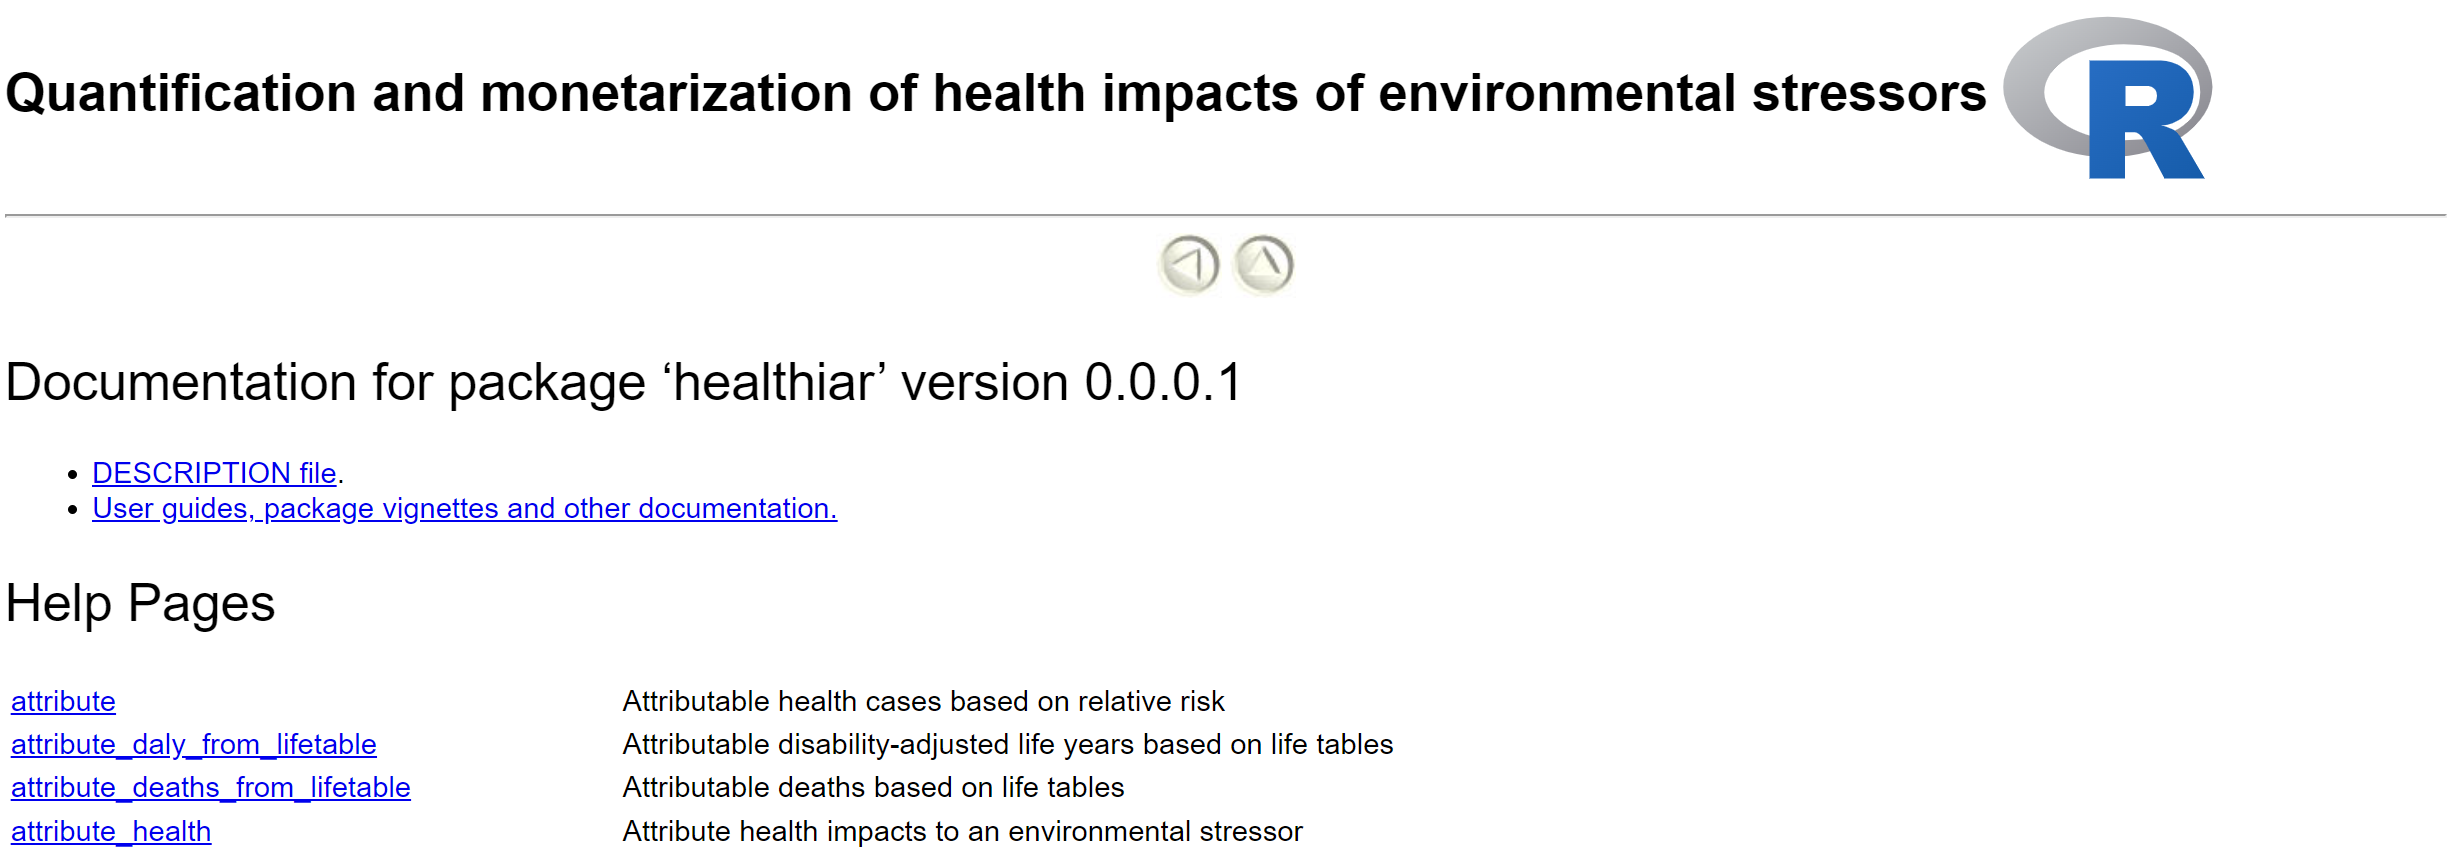 Quantification and monetarization of health impacts of environmental stressors R
Documentation for package ‘healthiar’ version 0.0.0.1
• DESCRIPTION file.
• User guides, package vignettes and other documentation.
Help Pages
attribute Attributable health cases based on relative risk
attribute_daly_from_lifetable Attributable disability-adjusted life years based on life tables
attribute_deaths_from_lifetable Attributable deaths based on life tables
attribute_health Attribute health impacts to an environmental stressor